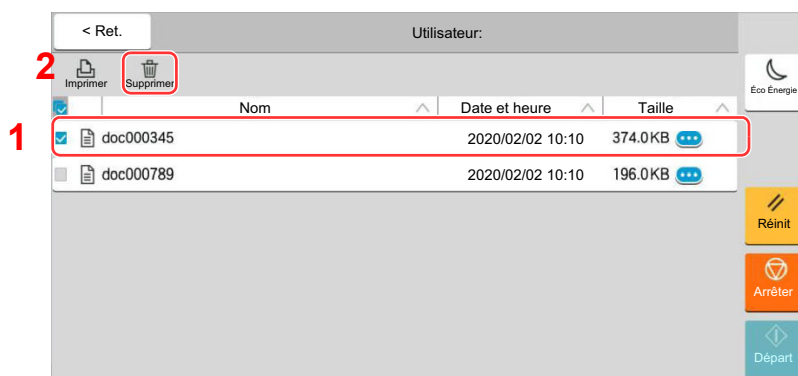 < Ret.
Utilisateur:
2
Imprimer
Supprimer
Éco Énergie
Nom
Date et heure
Taille
1
doc000345
2020/02/02 10:10
374.0KB
doc000789
2020/02/02 10:10
196.0KB
Réinit
Arrêter
Départ